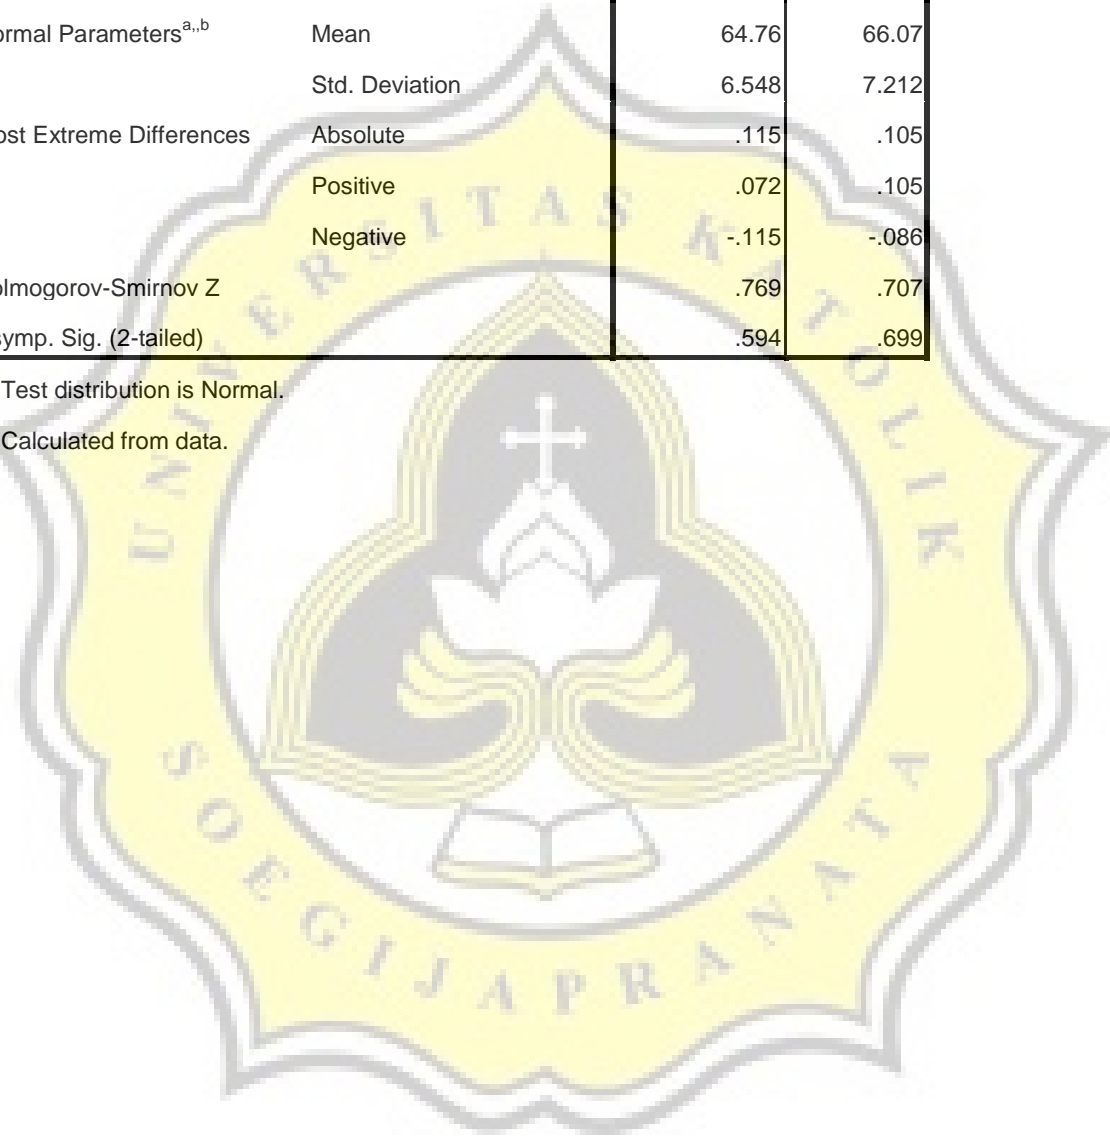 ormal Parametersa,,b Mean 64.76 66.07
Std. Deviation 6.548 7.212
ost Extreme Differences Absolute .115 .105
Positive .072 .105
Negative -.115 -.086
olmogorov-Smirnov Z .769 .707
symp. Sig. (2-tailed) .594 .699
Test distribution is Normal.
Calculated from data.
UNIVERSITAS KATOLIK
SOEGIJAPRANATA